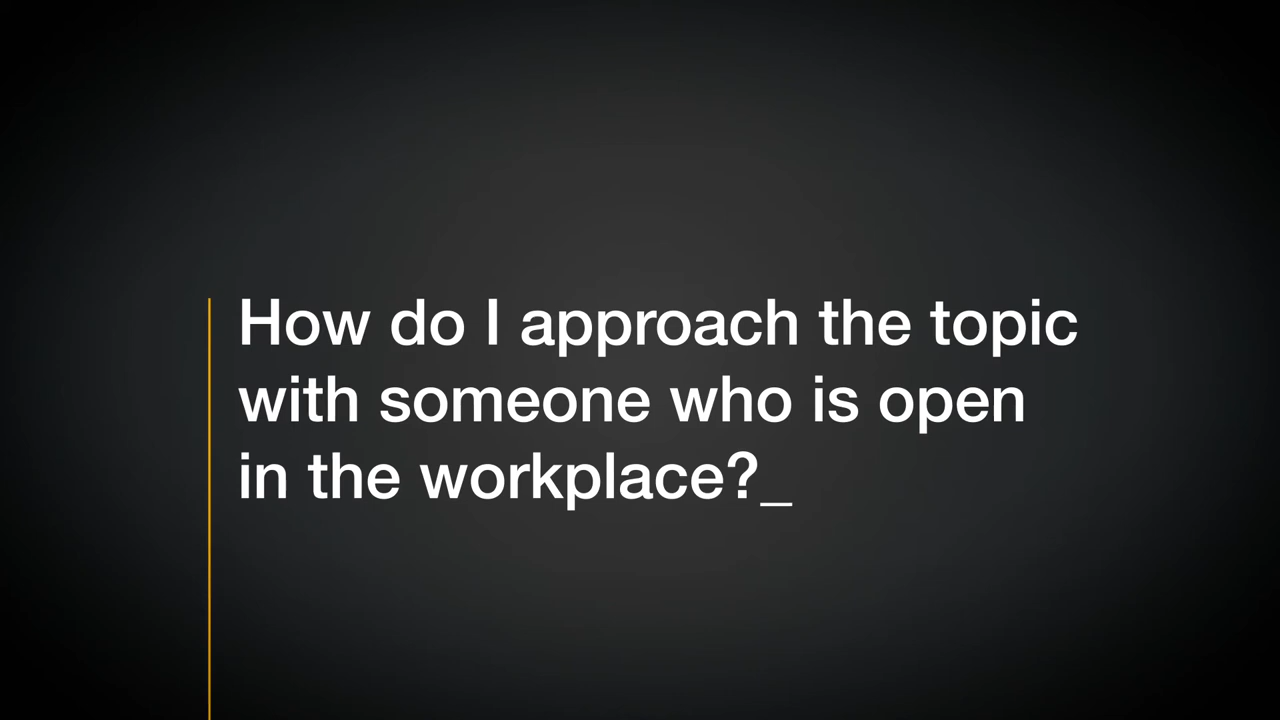 How do I approach the topic
with someone who is open
in the workplace?_